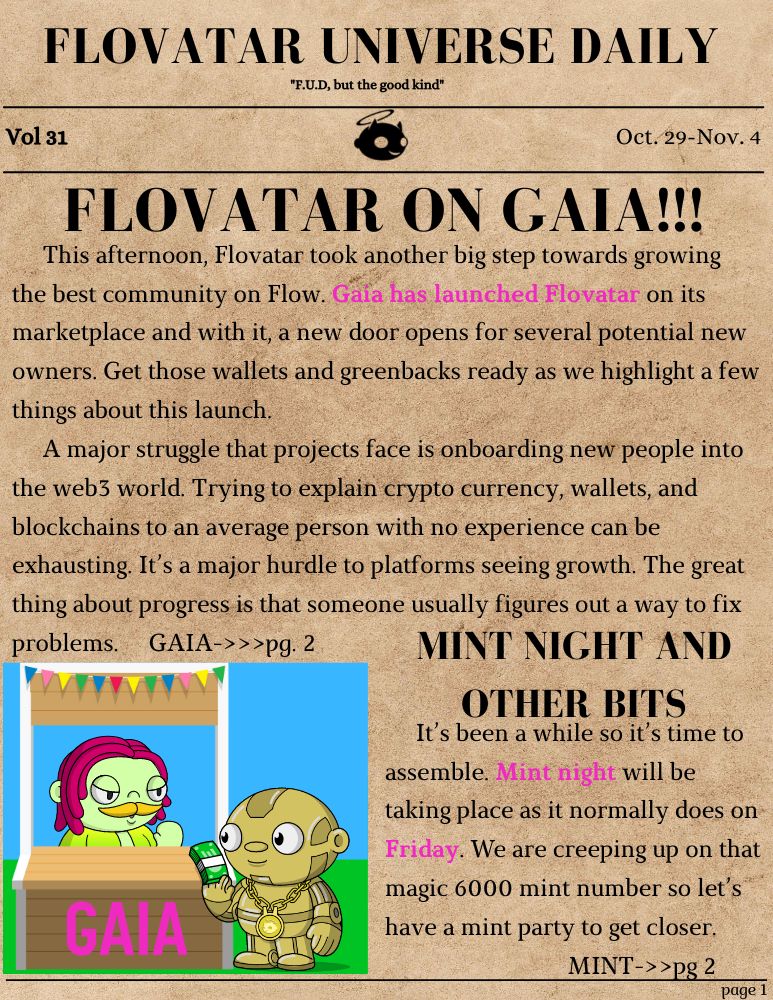 FLOVATAR UNIVERSE DAILY
"F.U.D, but the good kind"
Vol 31
Oct. 29-Nov. 4
FLOVATAR ON GAIA!!!
This afternoon, Flovatar took another big step towards growing
the best community on Flow. Gaia has launched Flovatar on its
marketplace and with it, a new door opens for several potential new
owners. Get those wallets and greenbacks ready as we highlight a few
things about this launch.
A major struggle that projects face is onboarding new people into
the web3 world. Trying to explain crypto currency, wallets, and
blockchains to an average person with no experience can be
exhausting. It's a major hurdle to platforms seeing growth. The great
thing about progress is that someone usually figures out a way to fix
problems. GAIA->>>pg. 2
GAIA
MINT NIGHT AND
OTHER BITS
It's been a while so it's time to
assemble. Mint night will be
taking place as it normally does on
Friday. We are creeping up on that
magic 6000 mint number so let's
have a mint party to get closer.
MINT->>pg 2
page 1